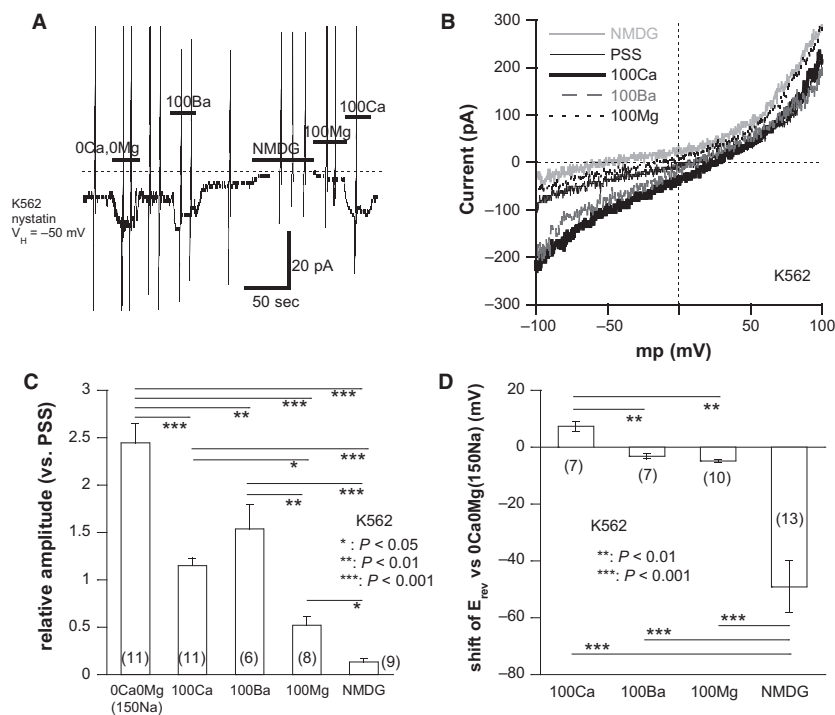 A
100Ca
100Ba
100Mg
0Ca,0Mg
NMDG
K562
nystatin
V_H = –50 mV
20 pA
50 sec
B
NMDG
PSS
100Ca
100Ba
100Mg
300
200
100
0
–100
–200
–300
Current (pA)
K562
–100
–50
0
50
100
mp (mV)
C
3
2.5
2
1.5
1
0.5
0
relative amplitude (vs. PSS)
***
***
**
***
***
*
***
**
*
K562
* : P < 0.05
**: P < 0.01
***: P < 0.001
(11)
(11)
(6)
(8)
(9)
0Ca0Mg
(150Na)
100Ca
100Ba
100Mg
NMDG
D
20
0
–20
–40
–60
–80
shift of E_rev vs 0Ca0Mg(150Na) (mV)
**
**
(7)
(7)
(10)
(13)
K562
**: P < 0.01
***: P < 0.001
***
***
***
100Ca
100Ba
100Mg
NMDG